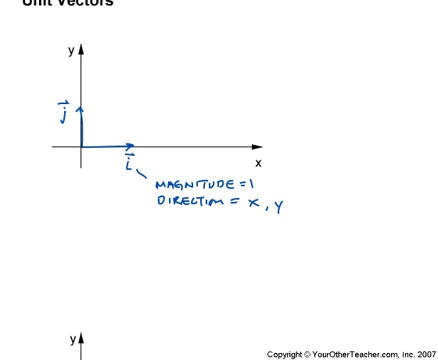 Unit Vectors
y
j
x
i
MAGNITUDE = 1
DIRECTION = x, y
y
Copyright © YourOtherTeacher.com, Inc. 2007